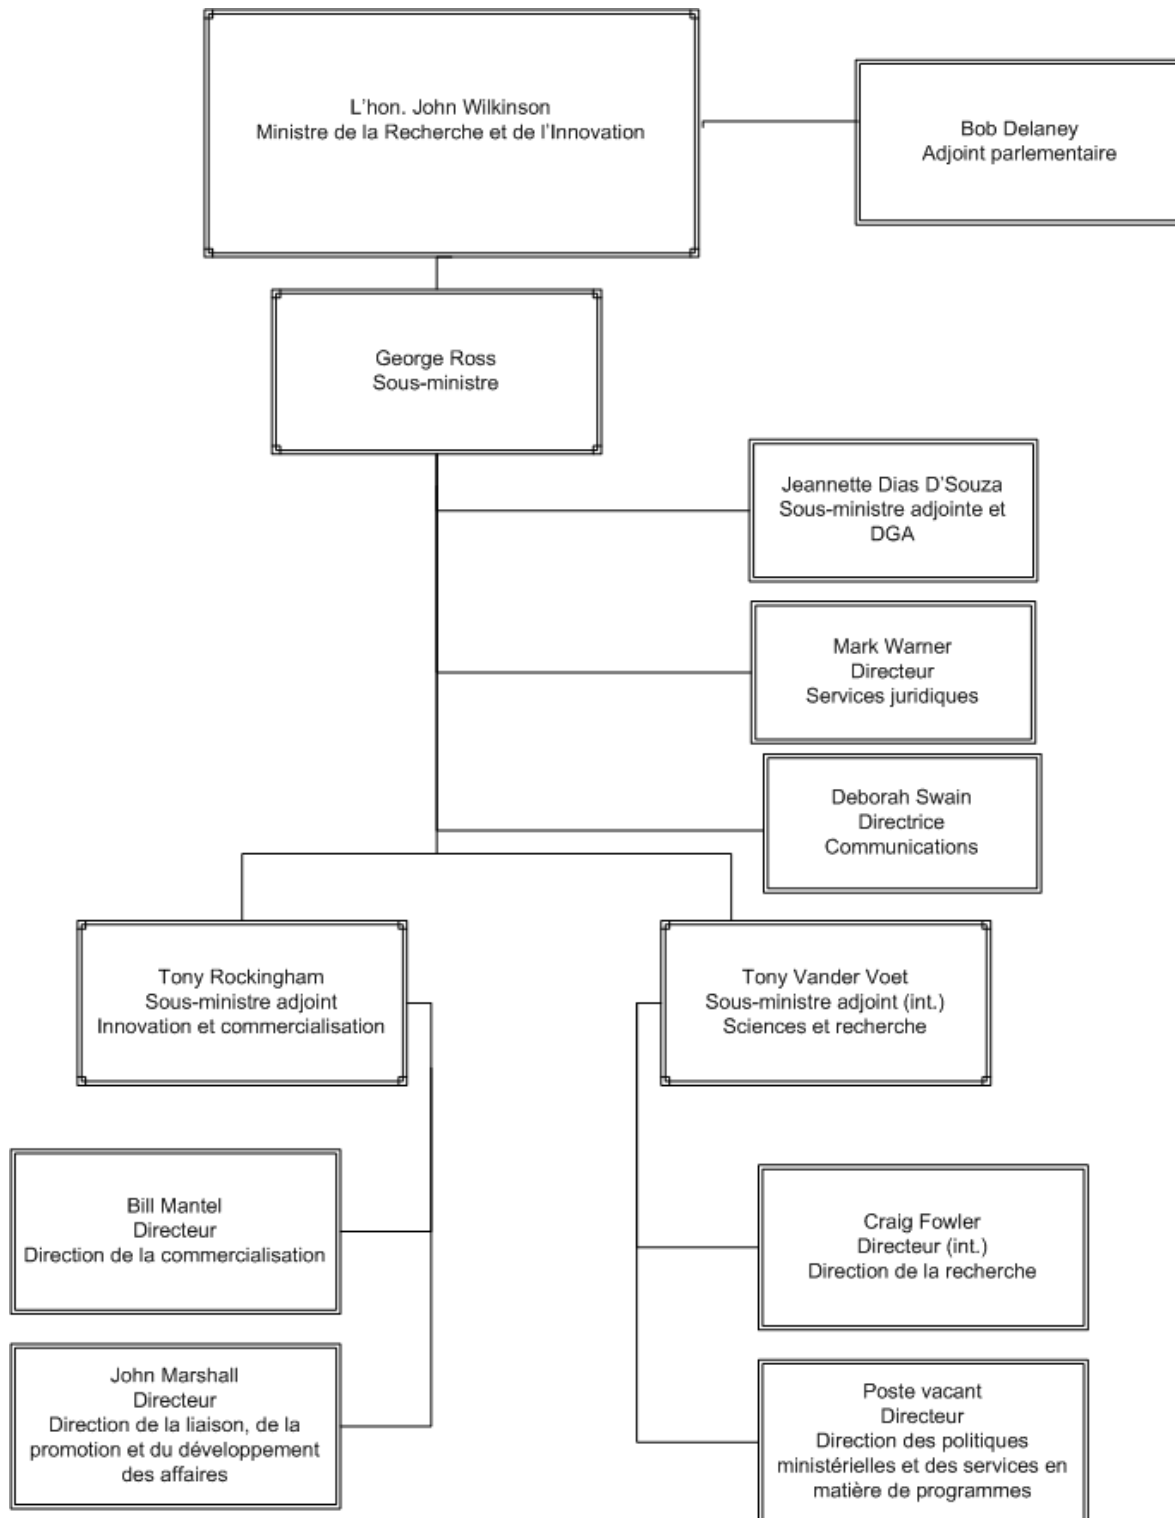 L'hon. John Wilkinson
Ministre de la Recherche et de l'Innovation
Bob Delaney
Adjoint parlementaire
George Ross
Sous-ministre
Jeannette Dias D'Souza
Sous-ministre adjointe et
DGA
Mark Warner
Directeur
Services juridiques
Deborah Swain
Directrice
Communications
Tony Rockingham
Sous-ministre adjoint
Innovation et commercialisation
Tony Vander Voet
Sous-ministre adjoint (int.)
Sciences et recherche
Bill Mantel
Directeur
Direction de la commercialisation
Craig Fowler
Directeur (int.)
Direction de la recherche
John Marshall
Directeur
Direction de la liaison, de la
promotion et du développement
des affaires
Poste vacant
Directeur
Direction des politiques
ministérielles et des services en
matière de programmes